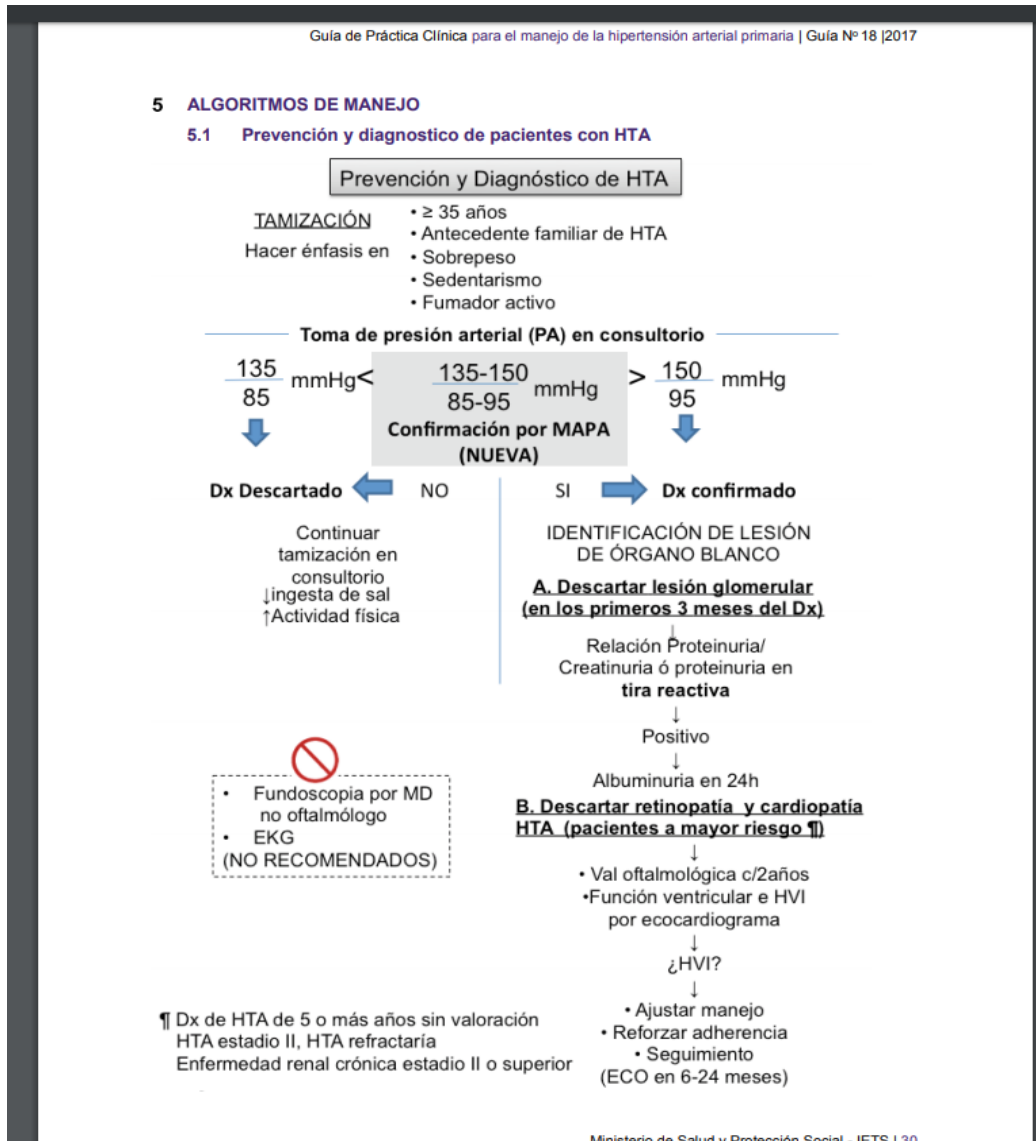 Guía de Práctica Clínica para el manejo de la hipertensión arterial primaria | Guía Nº 18 |2017
5 ALGORITMOS DE MANEJO
5.1 Prevención y diagnostico de pacientes con HTA
Prevención y Diagnóstico de HTA
TAMIZACIÓN
Hacer énfasis en
• ≥ 35 años
• Antecedente familiar de HTA
• Sobrepeso
• Sedentarismo
• Fumador activo
Toma de presión arterial (PA) en consultorio
135
85
mmHg<
135-150
85-95
mmHg
>
150
95
mmHg
Confirmación por MAPA
(NUEVA)
Dx Descartado
NO
SI
Dx confirmado
Continuar
tamización en
consultorio
↓ingesta de sal
↑Actividad física
IDENTIFICACIÓN DE LESIÓN
DE ÓRGANO BLANCO
A. Descartar lesión glomerular
(en los primeros 3 meses del Dx)
↓
Relación Proteinuria/
Creatinuria ó proteinuria en
tira reactiva
↓
Positivo
↓
Albuminuria en 24h
B. Descartar retinopatía y cardiopatía
HTA (pacientes a mayor riesgo ¶)
↓
• Val oftalmológica c/2años
•Función ventricular e HVI
por ecocardiograma
↓
¿HVI?
↓
• Ajustar manejo
• Reforzar adherencia
• Seguimiento
(ECO en 6-24 meses)
• Fundoscopia por MD
no oftalmólogo
• EKG
(NO RECOMENDADOS)
¶ Dx de HTA de 5 o más años sin valoración
HTA estadio II, HTA refractaría
Enfermedad renal crónica estadio II o superior
Ministerio de Salud y Protección Social - IETS | 30